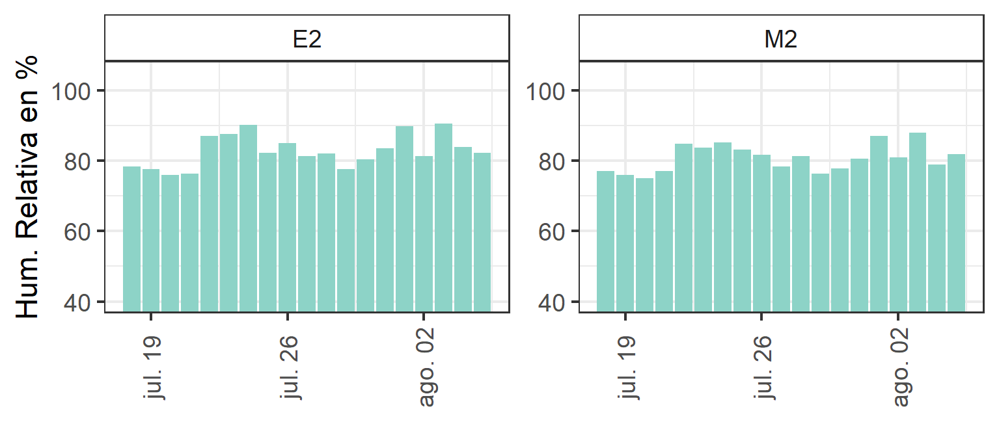 E2
M2
Hum. Relativa en %
100
80
60
40
100
80
60
40
jul. 19
jul. 26
ago. 02
jul. 19
jul. 26
ago. 02